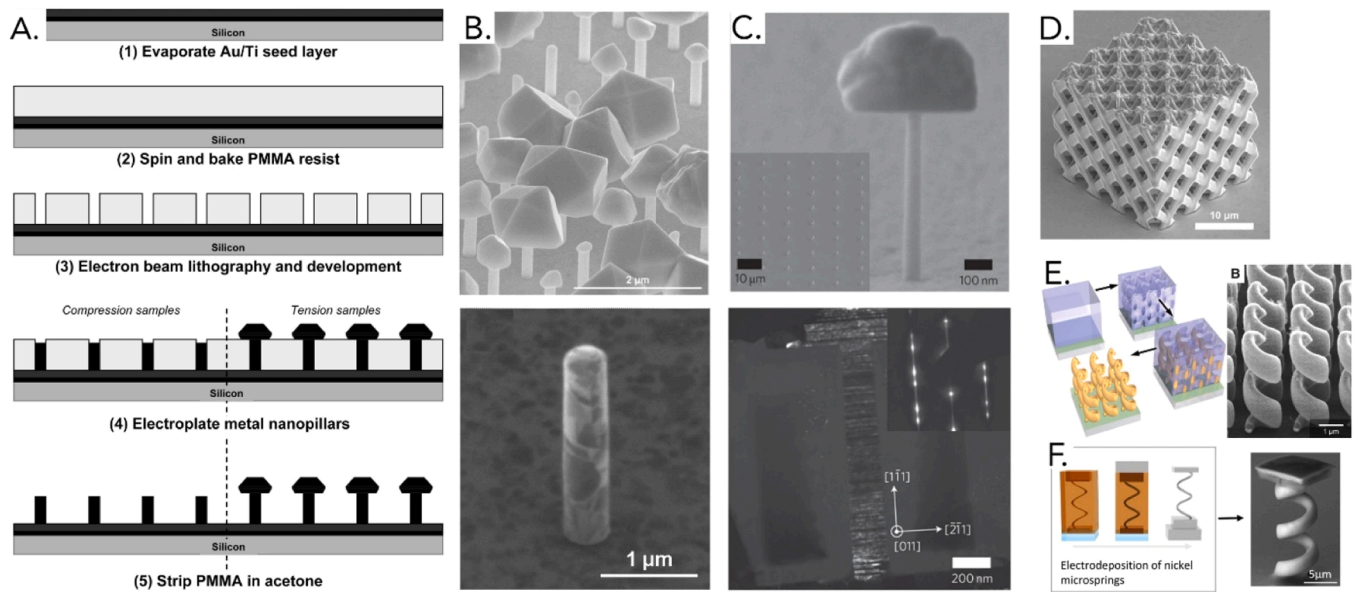 A.
Silicon
(1) Evaporate Au/Ti seed layer
Silicon
(2) Spin and bake PMMA resist
Silicon
(3) Electron beam lithography and development
Compression samples
Tension samples
Silicon
(4) Electroplate metal nanopillars
Silicon
(5) Strip PMMA in acetone
B.
2 µm
1 µm
C.
10 µm
100 nm
[11̄1]
[2̄1̄1]
[011]
200 nm
D.
10 µm
E.
B
1 µm
F.
Electrodeposition of nickel
microsprings
5µm